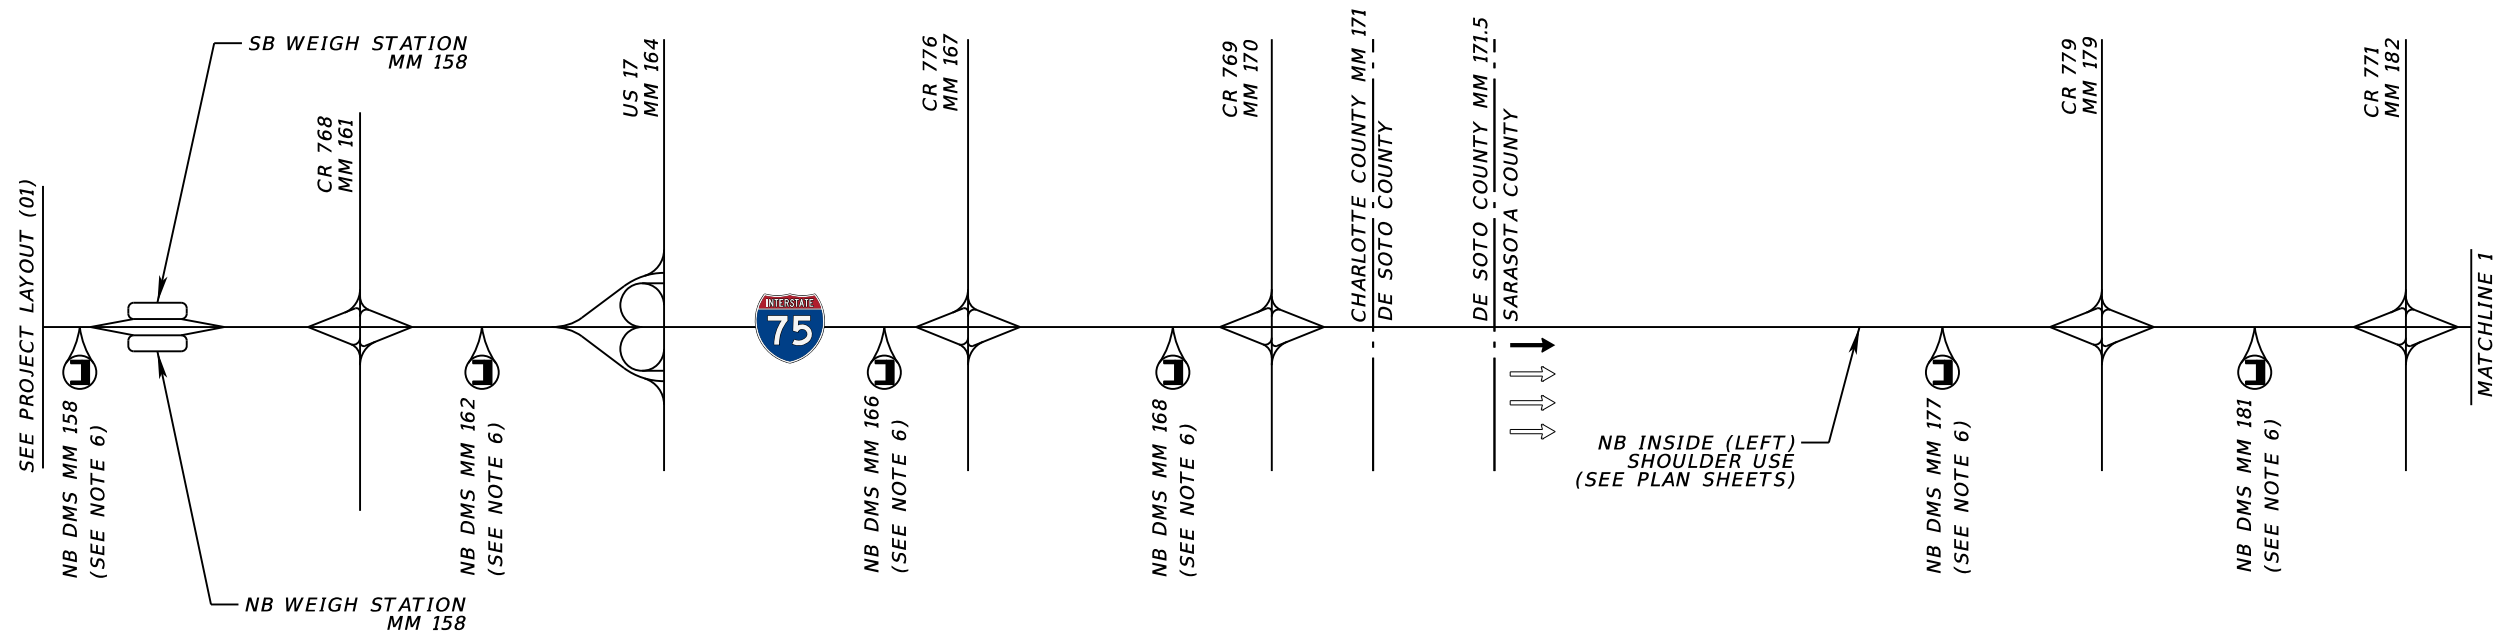 SEE PROJECT LAYOUT (01)
SB WEIGH STATION
MM 158
NB DMS MM 158
(SEE NOTE 6)
NB WEIGH STATION
MM 158
CR 768
MM 161
NB DMS MM 162
(SEE NOTE 6)
US 17
MM 164
INTERSTATE
75
NB DMS MM 166
(SEE NOTE 6)
CR 776
MM 167
NB DMS MM 168
(SEE NOTE 6)
CR 769
MM 170
CHARLOTTE COUNTY MM 171
DE SOTO COUNTY
DE SOTO COUNTY MM 171.5
SARASOTA COUNTY
NB INSIDE (LEFT)
SHOULDER USE
(SEE PLAN SHEETS)
NB DMS MM 177
(SEE NOTE 6)
CR 779
MM 179
NB DMS MM 181
(SEE NOTE 6)
CR 771
MM 182
MATCHLINE 1